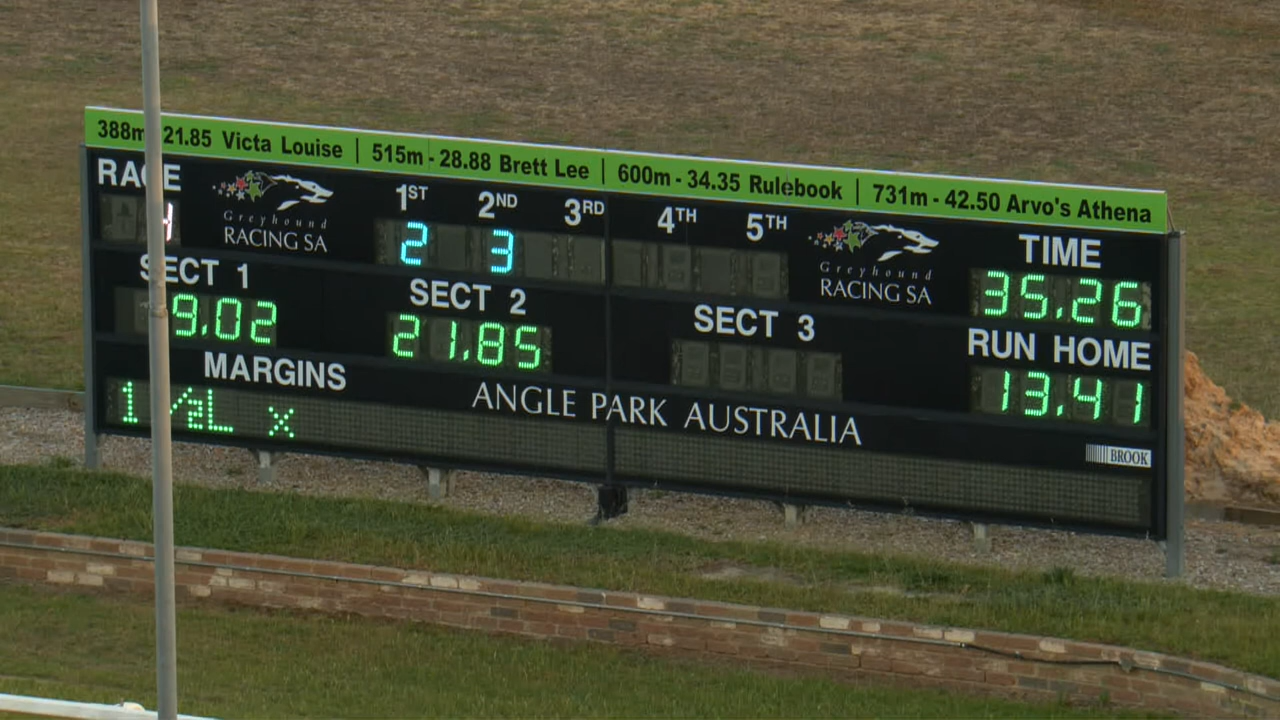 388m 21.85 Victa Louise | 515m - 28.88 Brett Lee | 600m - 34.35 Rulebook | 731m - 42.50 Arvo's Athena
RACE 1ST 2ND 3RD 4TH 5TH TIME
4 2 3 35.26
Greyhound RACING SA Greyhound RACING SA
SECT 1 SECT 2 SECT 3 RUN HOME
9.02 21.85 13.41
MARGINS ANGLE PARK AUSTRALIA
1 /2L x
BROOK